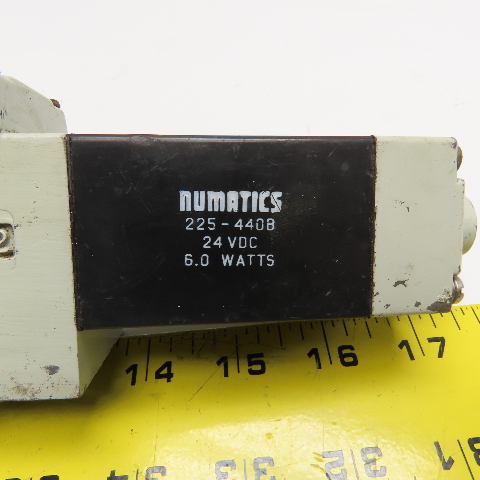 NUMATICS
225-440B
24 VDC
6.0 WATTS
14 15 16 17